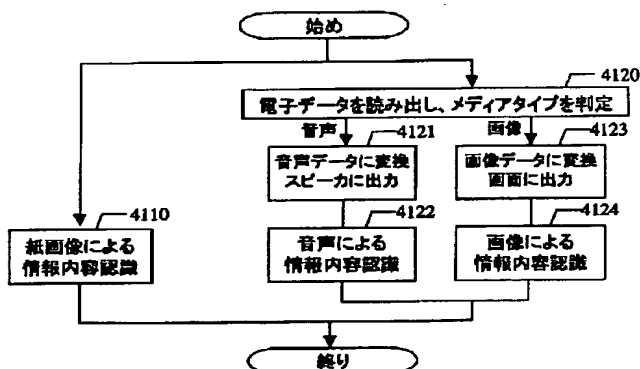 始め
4120
電子データを読み出し、メディアタイプを判定
音声
4121
画像
4123
音声データに変換
スピーカに出力
画像データに変換
画面に出力
4110
4122
4124
紙画像による
情報内容認識
音声による
情報内容認識
画像による
情報内容認識
終り